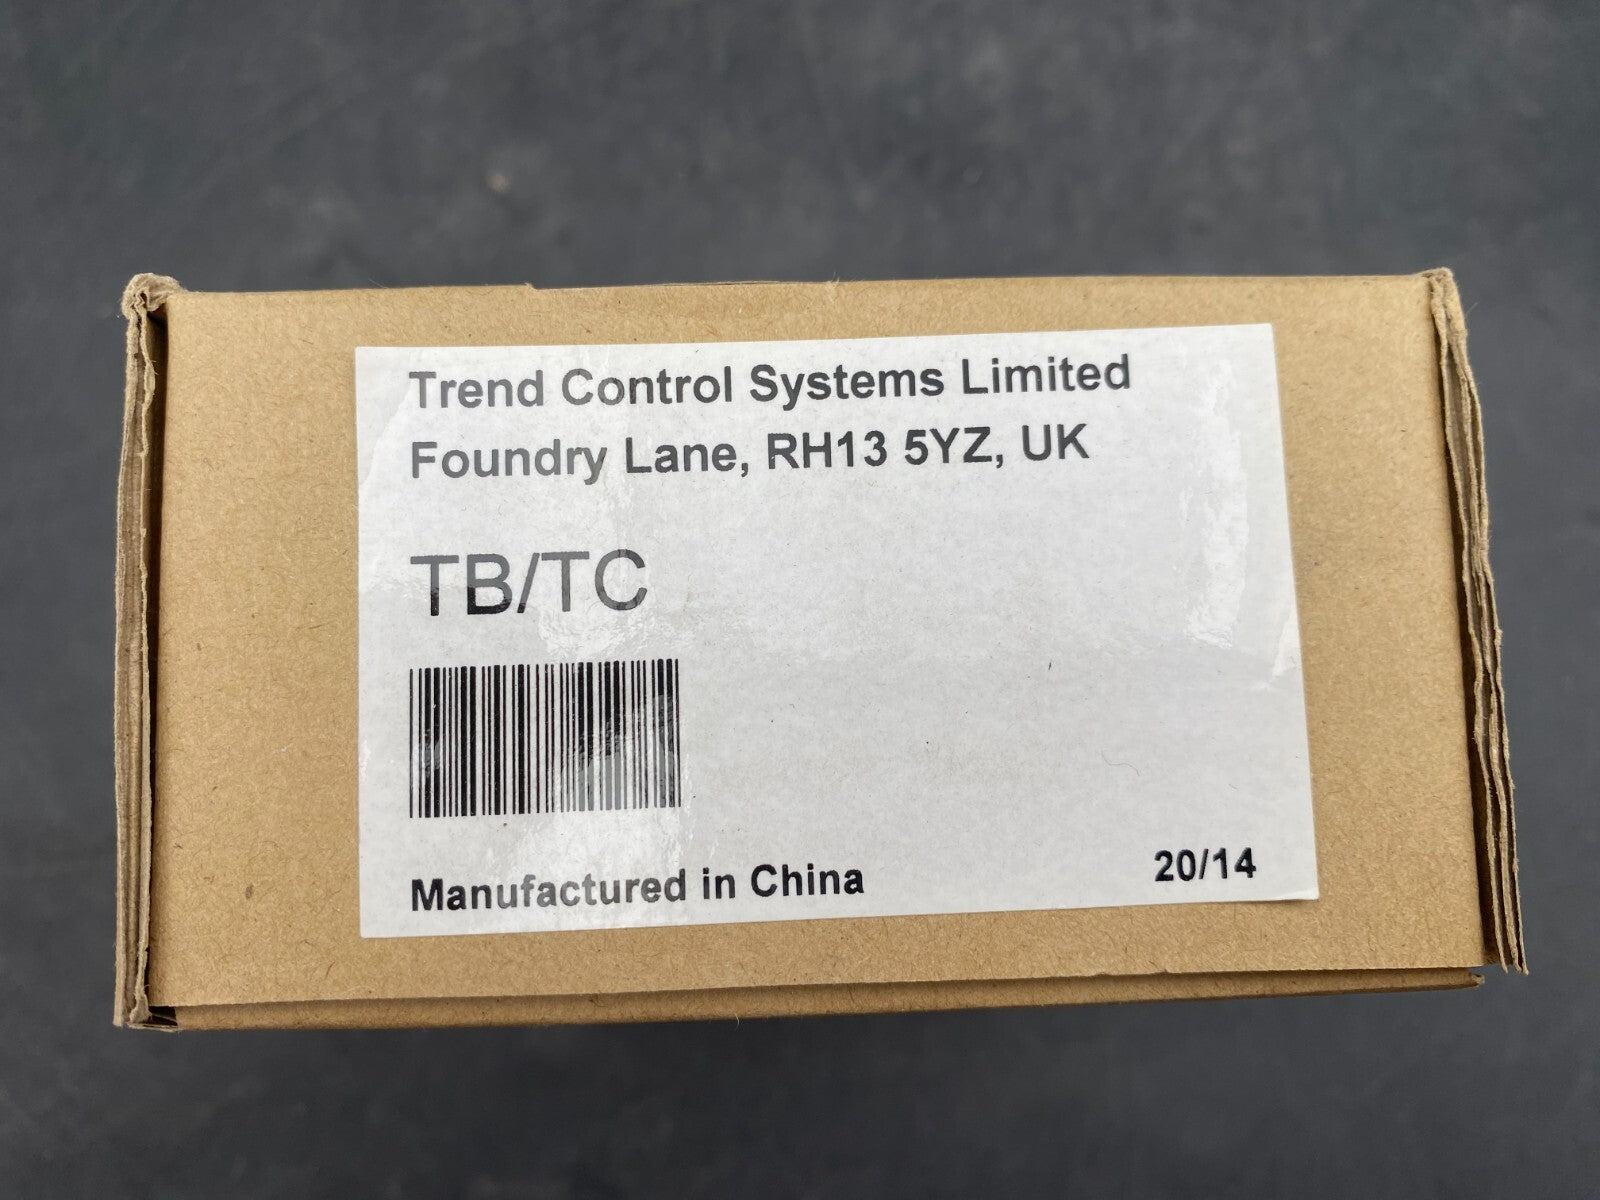 Trend Control Systems Limited
Foundry Lane, RH13 5YZ, UK
TB/TC
Manufactured in China
20/14